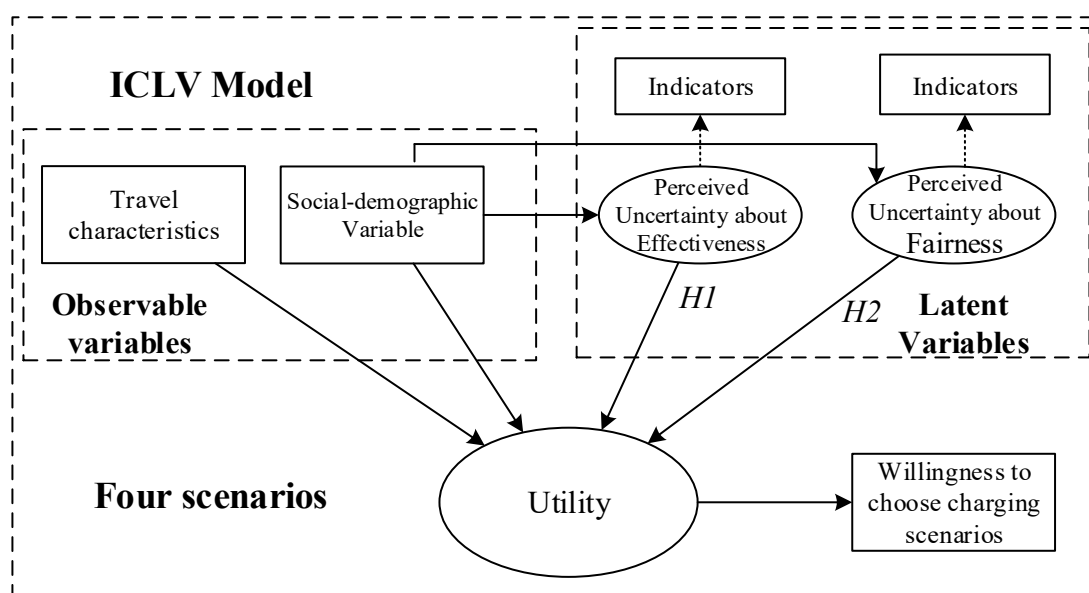 ICLV Model
Indicators
Indicators
Travel
characteristics
Social-demographic
Variable
Perceived
Uncertainty about
Effectiveness
Perceived
Uncertainty about
Fairness
Observable
variables
H1
H2
Latent
Variables
Four scenarios
Utility
Willingness to
choose charging
scenarios